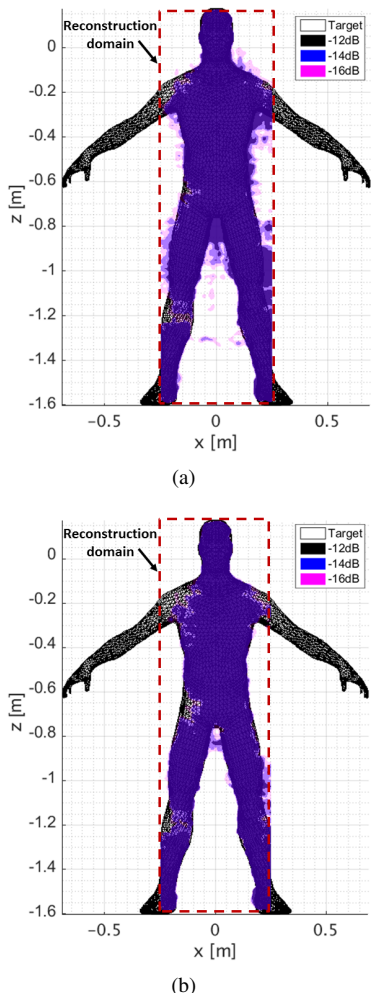 Reconstruction
domain
Target
-12dB
-14dB
-16dB
0
-0.2
-0.4
-0.6
-0.8
-1
-1.2
-1.4
-1.6
z [m]
-0.5
0
0.5
x [m]
(a)
Reconstruction
domain
Target
-12dB
-14dB
-16dB
0
-0.2
-0.4
-0.6
-0.8
-1
-1.2
-1.4
-1.6
z [m]
-0.5
0
0.5
x [m]
(b)